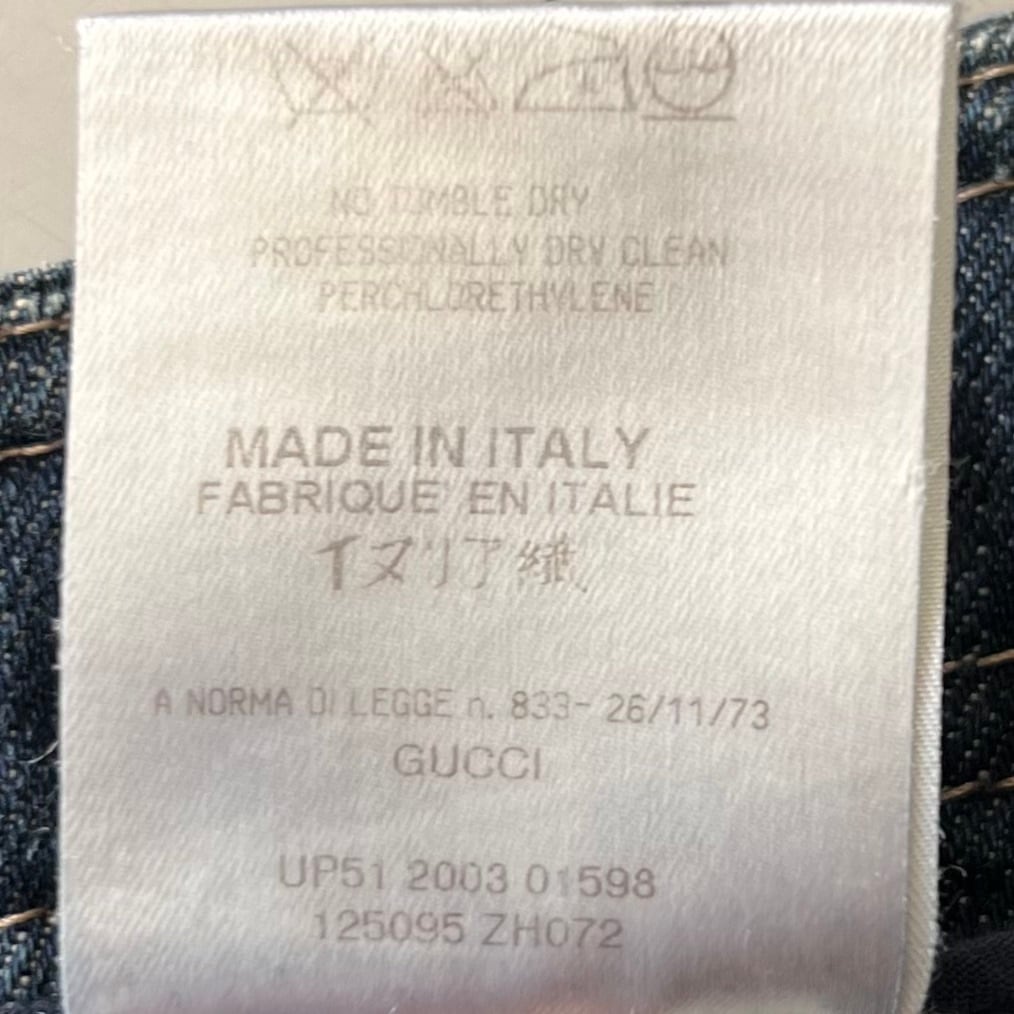 NO TUMBLE DRY
PROFESSIONALLY DRY CLEAN
PERCHLORETHYLENE
MADE IN ITALY
FABRIQUE' EN ITALIE
イタリア製
A NORMA DI LEGGE n. 833- 26/11/73
GUCCI
UP51 2003 01598
125095 ZH072